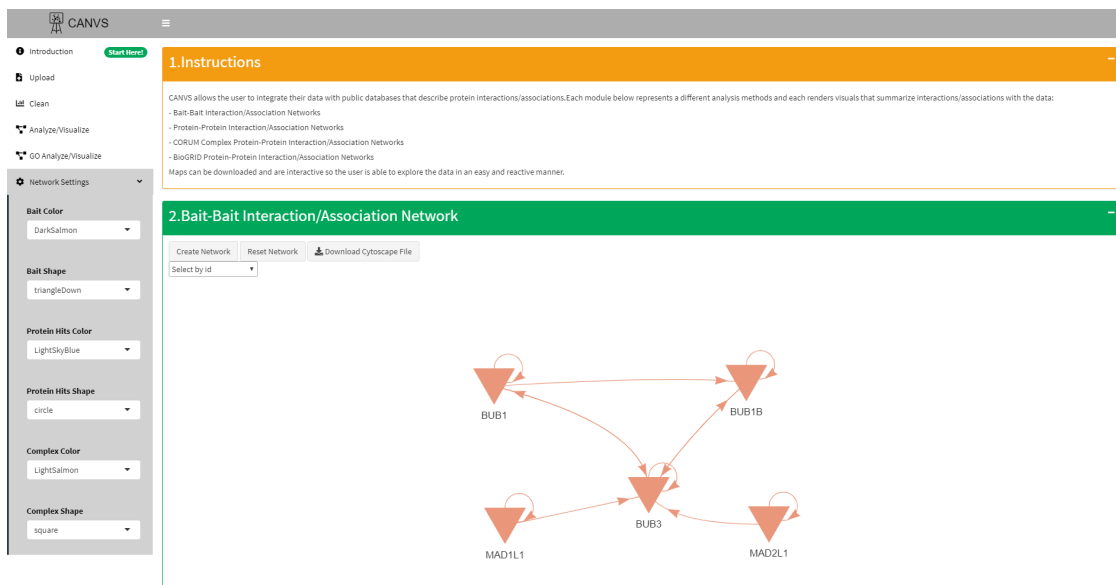 CANVS
Introduction
Start Here!
Upload
Clean
Analyze/Visualize
GO Analyze/Visualize
Network Settings
Bait Color
DarkSalmon
Bait Shape
triangleDown
Protein Hits Color
LightSkyBlue
Protein Hits Shape
circle
Complex Color
LightSalmon
Complex Shape
square
1.Instructions
CANVS allows the user to integrate their data with public databases that describe protein interactions/associations.Each module below represents a different analysis methods and each renders visuals that summarize interactions/associations with the data:
- Bait-Bait Interaction/Association Networks
- Protein-Protein Interaction/Association Networks
- CORUM Complex Protein-Protein Interaction/Association Networks
- BioGRID Protein-Protein Interaction/Association Networks
Maps can be downloaded and are interactive so the user is able to explore the data in an easy and reactive manner.
2.Bait-Bait Interaction/Association Network
Create Network Reset Network Download Cytoscape File
Select by id
BUB1
BUB1B
BUB3
MAD1L1
MAD2L1